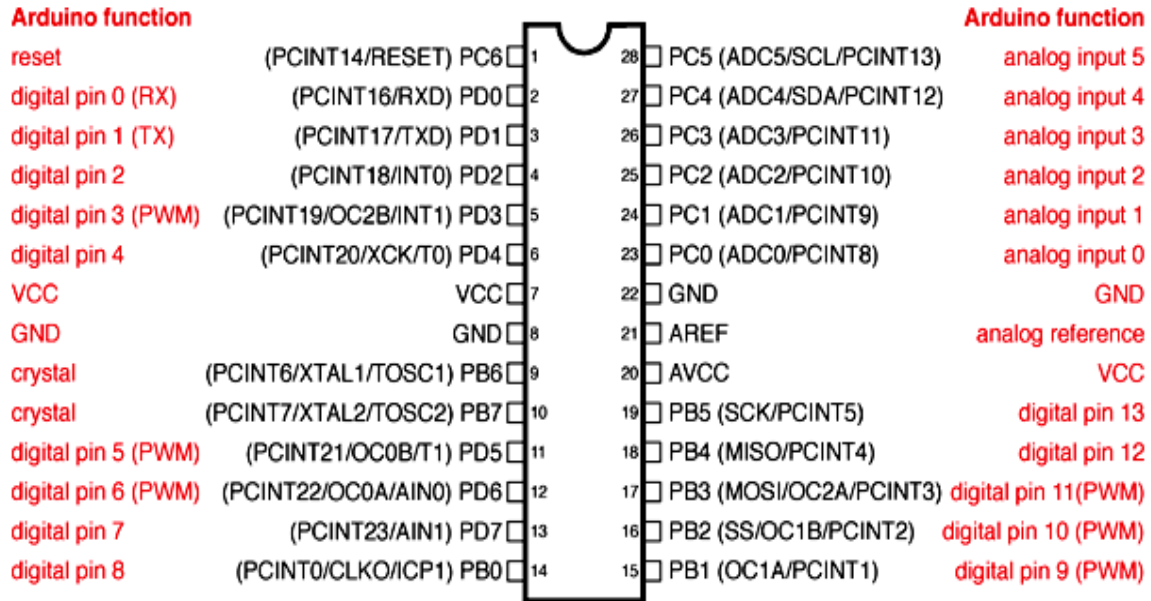 Arduino function Arduino function
reset (PCINT14/RESET) PC6 1 28 PC5 (ADC5/SCL/PCINT13) analog input 5
digital pin 0 (RX) (PCINT16/RXD) PD0 2 27 PC4 (ADC4/SDA/PCINT12) analog input 4
digital pin 1 (TX) (PCINT17/TXD) PD1 3 26 PC3 (ADC3/PCINT11) analog input 3
digital pin 2 (PCINT18/INT0) PD2 4 25 PC2 (ADC2/PCINT10) analog input 2
digital pin 3 (PWM) (PCINT19/OC2B/INT1) PD3 5 24 PC1 (ADC1/PCINT9) analog input 1
digital pin 4 (PCINT20/XCK/T0) PD4 6 23 PC0 (ADC0/PCINT8) analog input 0
VCC VCC 7 22 GND GND
GND GND 8 21 AREF analog reference
crystal (PCINT6/XTAL1/TOSC1) PB6 9 20 AVCC VCC
crystal (PCINT7/XTAL2/TOSC2) PB7 10 19 PB5 (SCK/PCINT5) digital pin 13
digital pin 5 (PWM) (PCINT21/OC0B/T1) PD5 11 18 PB4 (MISO/PCINT4) digital pin 12
digital pin 6 (PWM) (PCINT22/OC0A/AIN0) PD6 12 17 PB3 (MOSI/OC2A/PCINT3) digital pin 11(PWM)
digital pin 7 (PCINT23/AIN1) PD7 13 16 PB2 (SS/OC1B/PCINT2) digital pin 10 (PWM)
digital pin 8 (PCINT0/CLKO/ICP1) PB0 14 15 PB1 (OC1A/PCINT1) digital pin 9 (PWM)